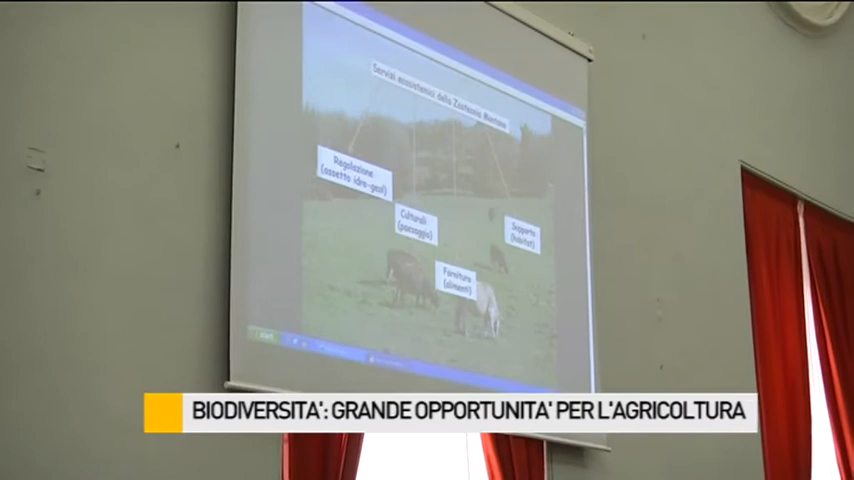 Servizi ecosistemici della Zootecnia Montana
Regolazione
(assetto idro-geol)
Culturali
(paesaggio)
Supporto
(habitat)
Fornitura
(alimenti)
BIODIVERSITA': GRANDE OPPORTUNITA' PER L'AGRICOLTURA